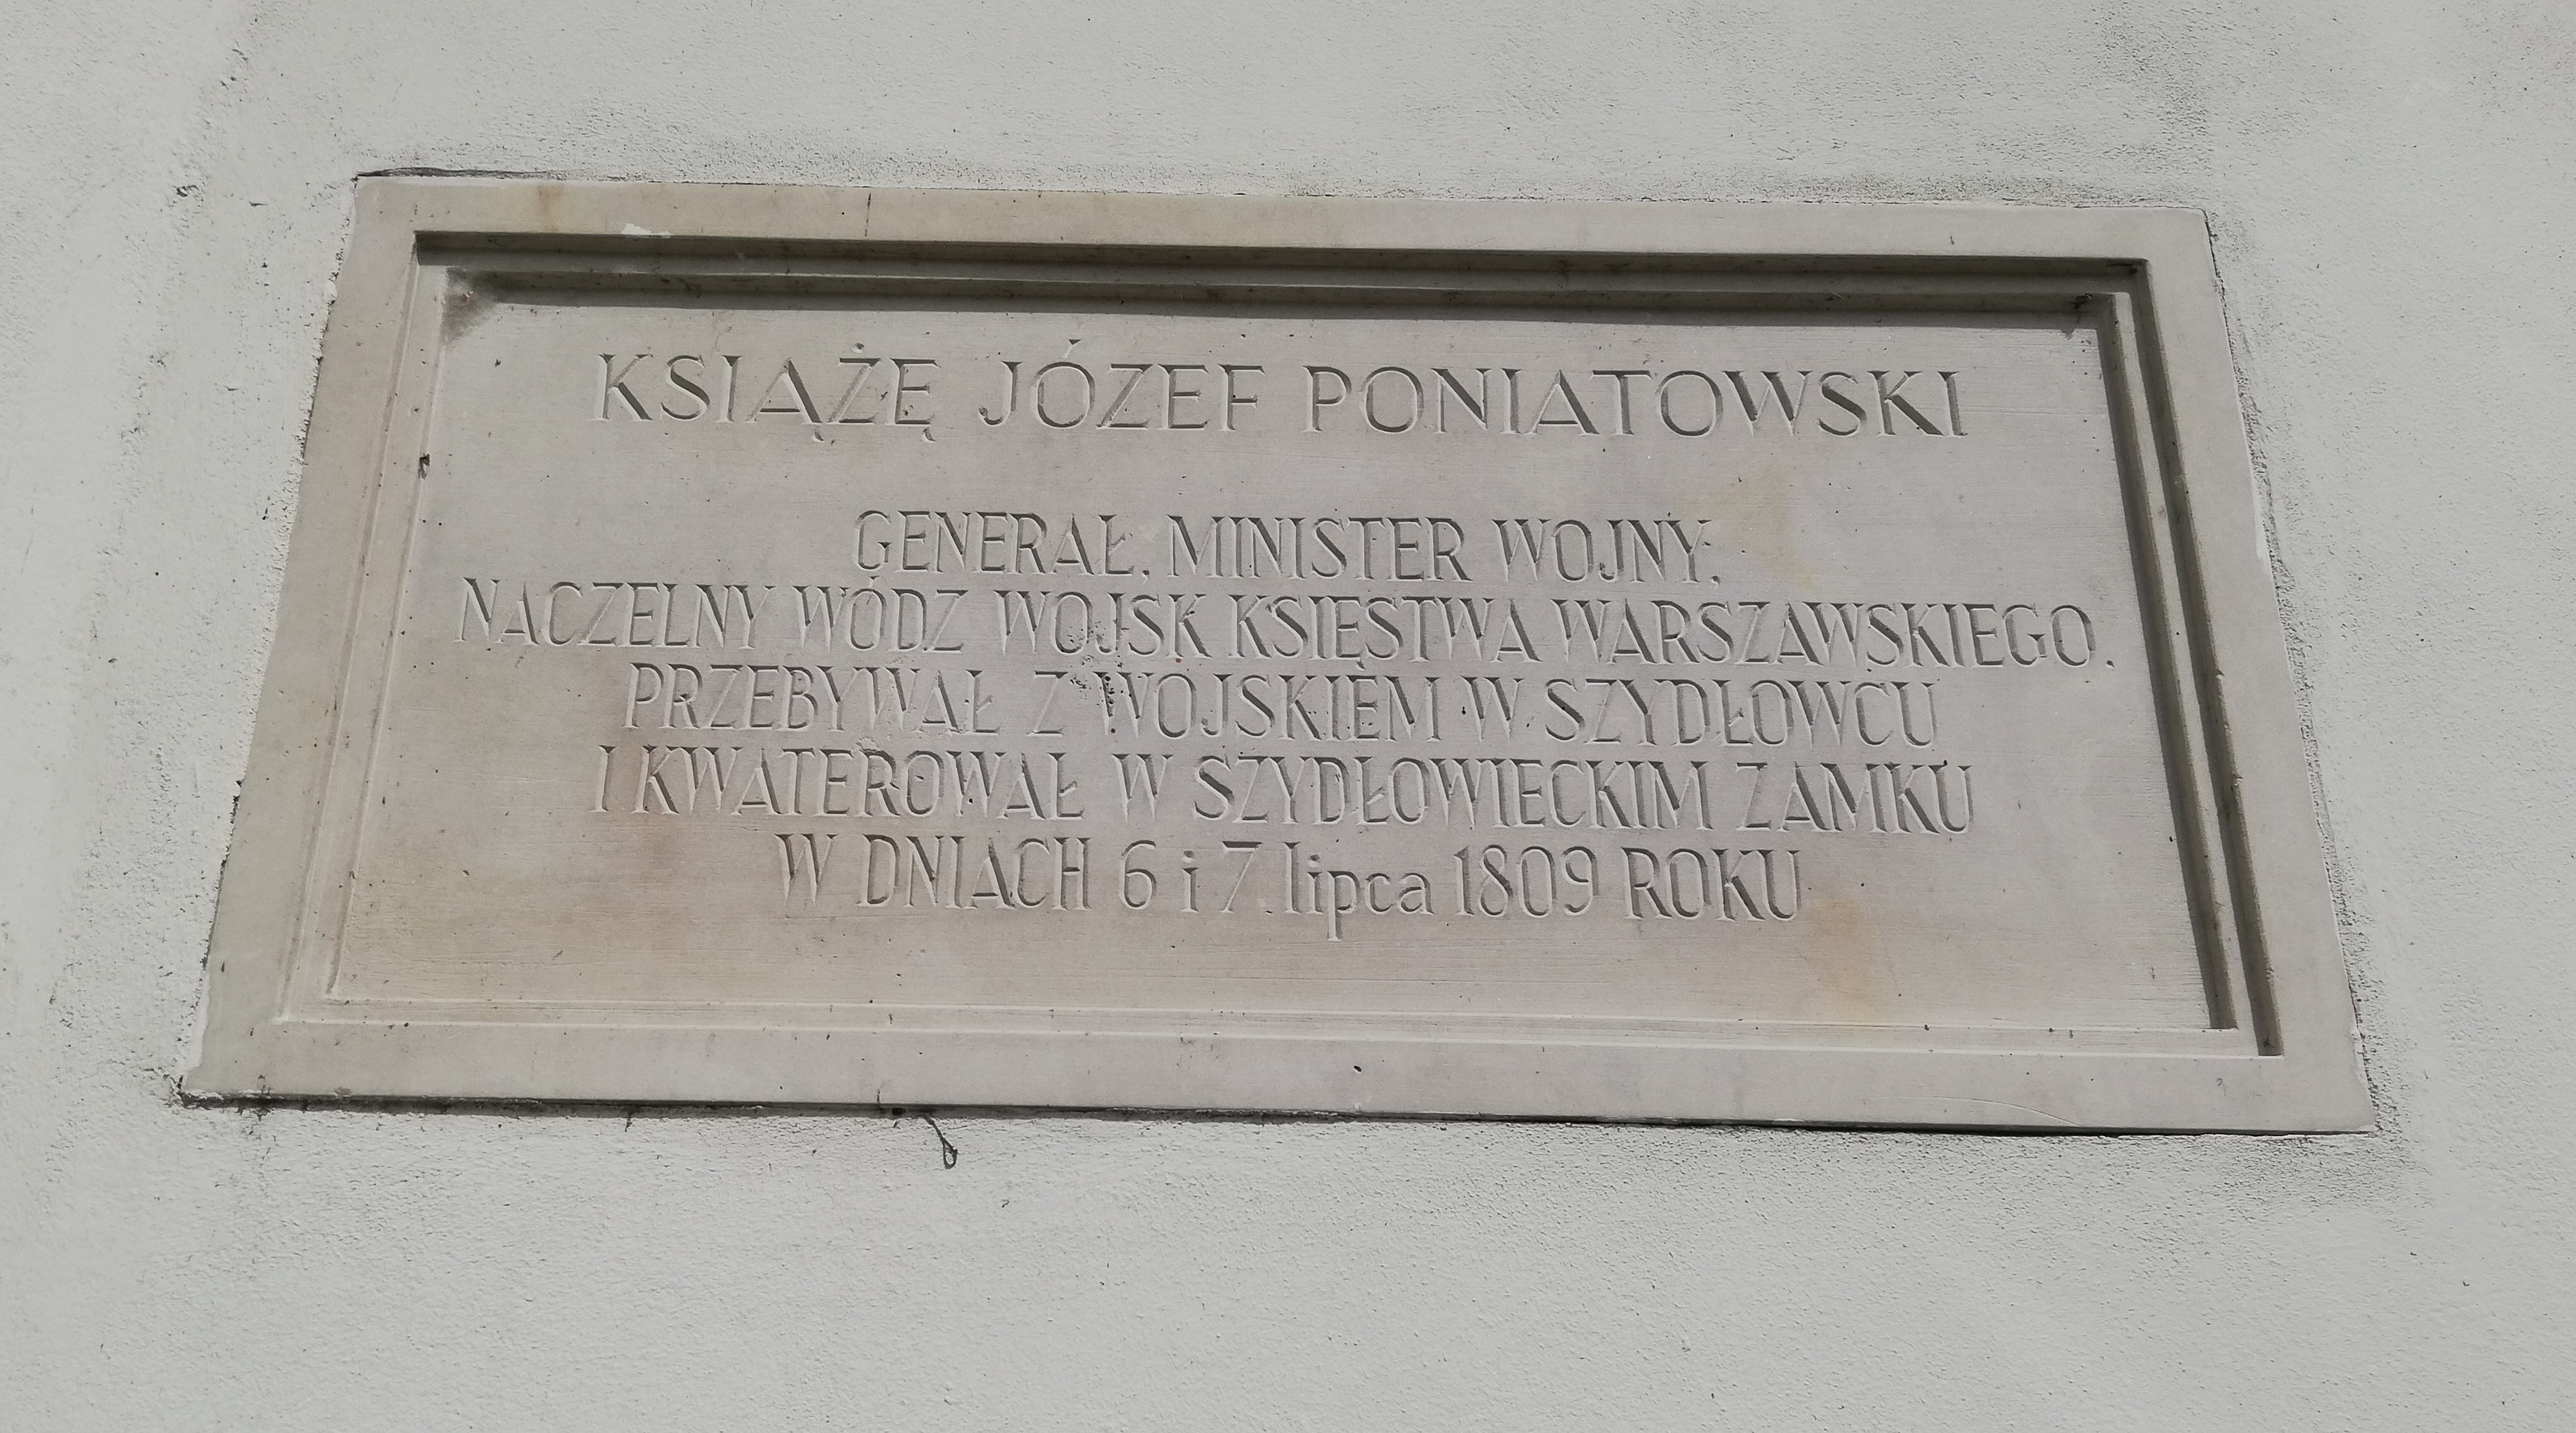 KSIĄŻĘ JÓZEF PONIATOWSKI
GENERAŁ, MINISTER WOJNY,
NACZELNY WÓDZ WOJSK KSIĘSTWA WARSZAWSKIEGO,
PRZEBYWAŁ Z WOJSKIEM W SZYDŁOWCU
I KWATEROWAŁ W SZYDŁOWIECKIM ZAMKU
W DNIACH 6 i 7 lipca 1809 ROKU